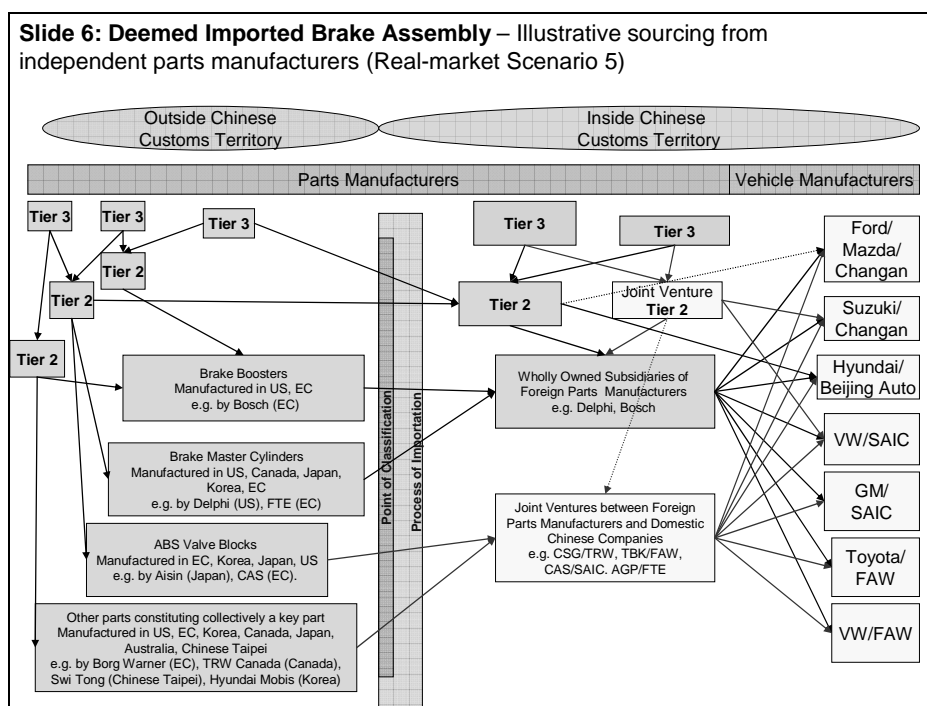 Slide 6: Deemed Imported Brake Assembly – Illustrative sourcing from
independent parts manufacturers (Real-market Scenario 5)
Outside Chinese
Customs Territory
Inside Chinese
Customs Territory
Parts Manufacturers
Vehicle Manufacturers
Tier 3
Tier 3
Tier 3
Tier 3
Tier 3
Tier 2
Tier 2
Tier 2
Tier 2
Joint Venture
Tier 2
Brake Boosters
Manufactured in US, EC
e.g. by Bosch (EC)
Brake Master Cylinders
Manufactured in US, Canada, Japan,
Korea, EC
e.g. by Delphi (US), FTE (EC)
ABS Valve Blocks
Manufactured in EC, Korea, Japan, US
e.g. by Aisin (Japan), CAS (EC).
Other parts constituting collectively a key part
Manufactured in US, EC, Korea, Canada, Japan,
Australia, Chinese Taipei
e.g. by Borg Warner (EC), TRW Canada (Canada),
Swi Tong (Chinese Taipei), Hyundai Mobis (Korea)
Point of Classification
Process of Importation
Wholly Owned Subsidiaries of
Foreign Parts Manufacturers
e.g. Delphi, Bosch
Joint Ventures between Foreign
Parts Manufacturers and Domestic
Chinese Companies
e.g. CSG/TRW, TBK/FAW,
CAS/SAIC. AGP/FTE
Ford/
Mazda/
Changan
Suzuki/
Changan
Hyundai/
Beijing Auto
VW/SAIC
GM/
SAIC
Toyota/
FAW
VW/FAW